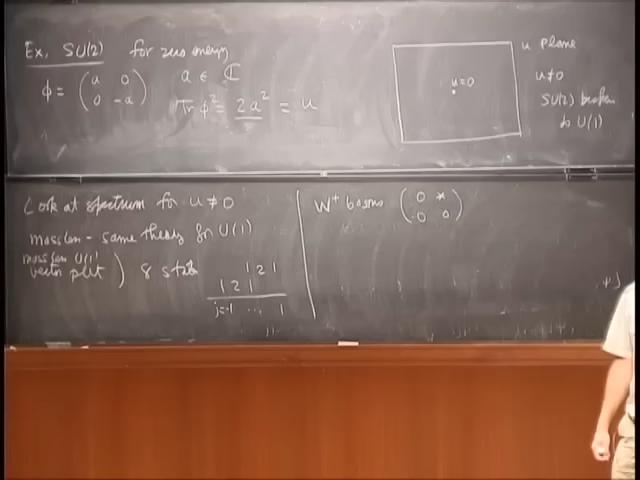 Ex, SU(2) for zero energy
ϕ = (a 0
0 -a) a ∈ ℂ
Tr ϕ² = 2a² = u
u plane
u=0
u≠0
SU(2) broken
to U(1)
Look at spectrum for u ≠ 0
massless - same theory for U(1)
massless U(1)
vector ) 8 states
1 2 1
1 2 1
j=-1 ... 1
W⁺ bosons (0 *
0 0)